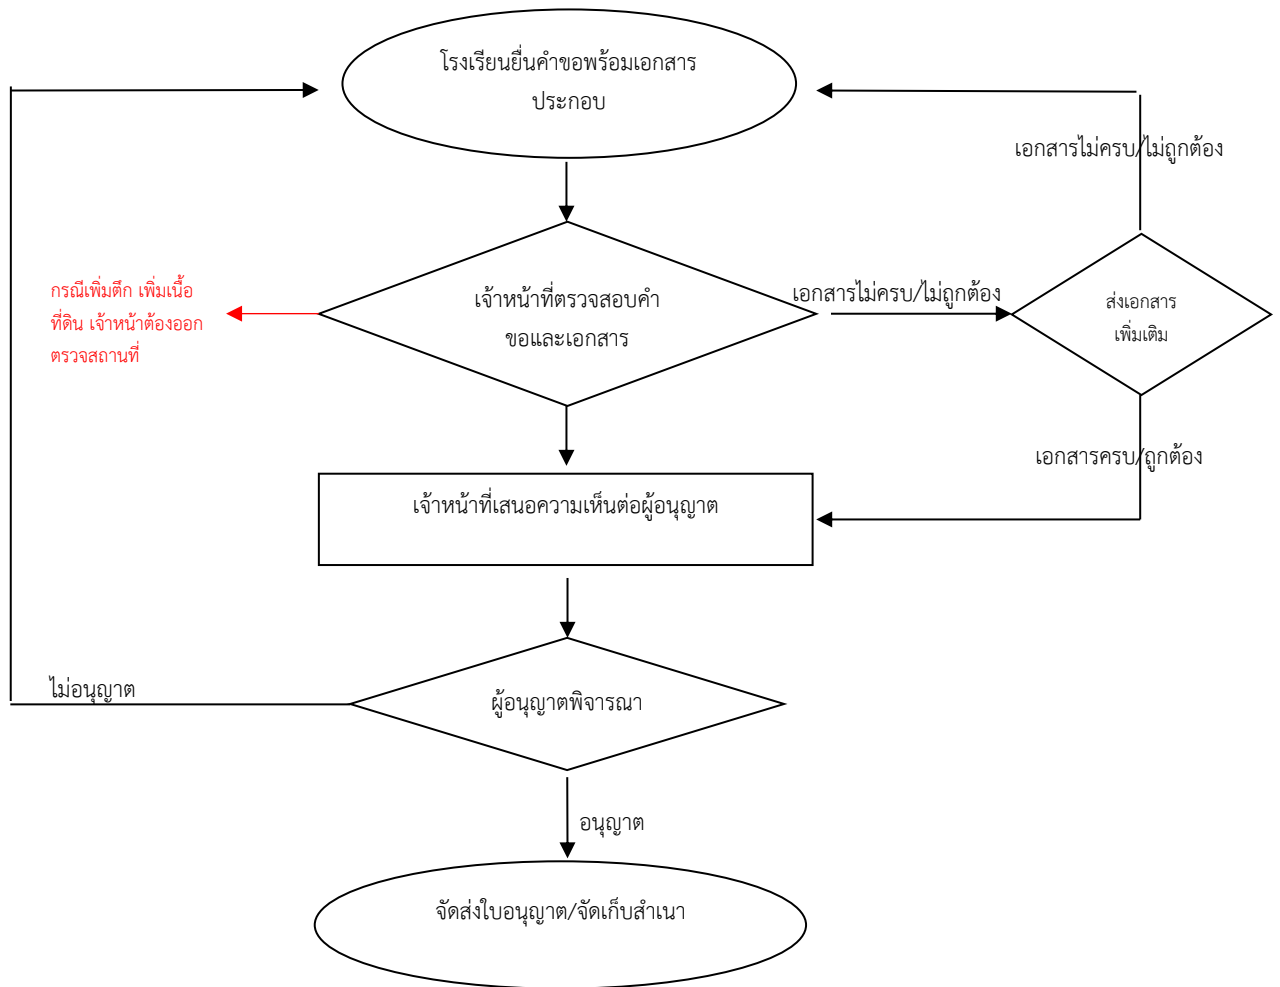 โรงเรียนยื่นคำขอพร้อมเอกสาร
ประกอบ
เอกสารไม่ครบ/ไม่ถูกต้อง
กรณีเพิ่มตึก เพิ่มเนื้อ
ที่ดิน เจ้าหน้าต้องออก
ตรวจสถานที่
เจ้าหน้าที่ตรวจสอบคำ
ขอและเอกสาร
เอกสารไม่ครบ/ไม่ถูกต้อง
ส่งเอกสาร
เพิ่มเติม
เอกสารครบ/ถูกต้อง
เจ้าหน้าที่เสนอความเห็นต่อผู้อนุญาต
ไม่อนุญาต
ผู้อนุญาตพิจารณา
อนุญาต
จัดส่งใบอนุญาต/จัดเก็บสำเนา